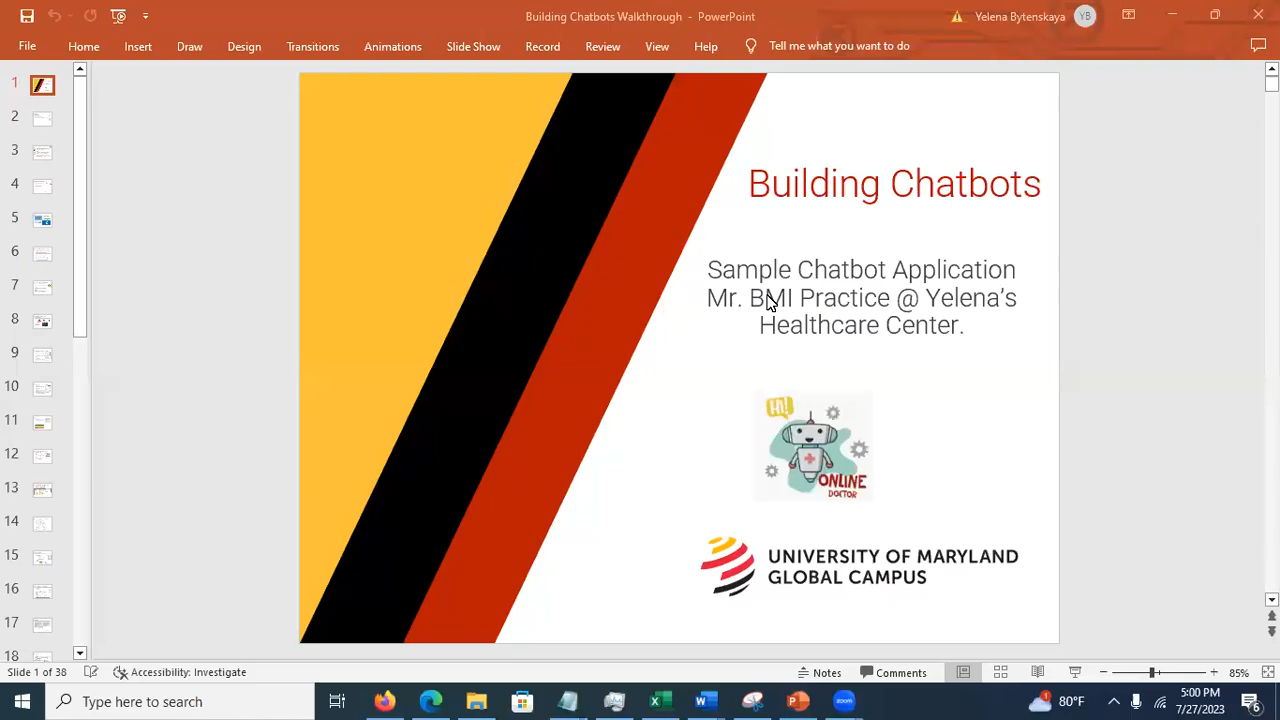 Building Chatbots Walkthrough - PowerPoint
Yelena Bytenskaya
YB
File Home Insert Draw Design Transitions Animations Slide Show Record Review View Help Tell me what you want to do
1
2
3
4
5
6
7
8
9
10
11
12
13
14
15
16
17
18
Building Chatbots
Sample Chatbot Application
Mr. BMI Practice @ Yelena's
Healthcare Center.
Hi!
ONLINE
DOCTOR
UNIVERSITY OF MARYLAND
GLOBAL CAMPUS
Slide 1 of 38 Accessibility: Investigate Notes Comments 85%
Type here to search
zoom
1
80°F
5:00 PM
7/27/2023
6